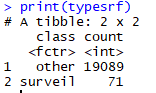 > print(typesrf)
# A tibble: 2 x 2
class count
<fctr> <int>
1 other 19089
2 surveil 71